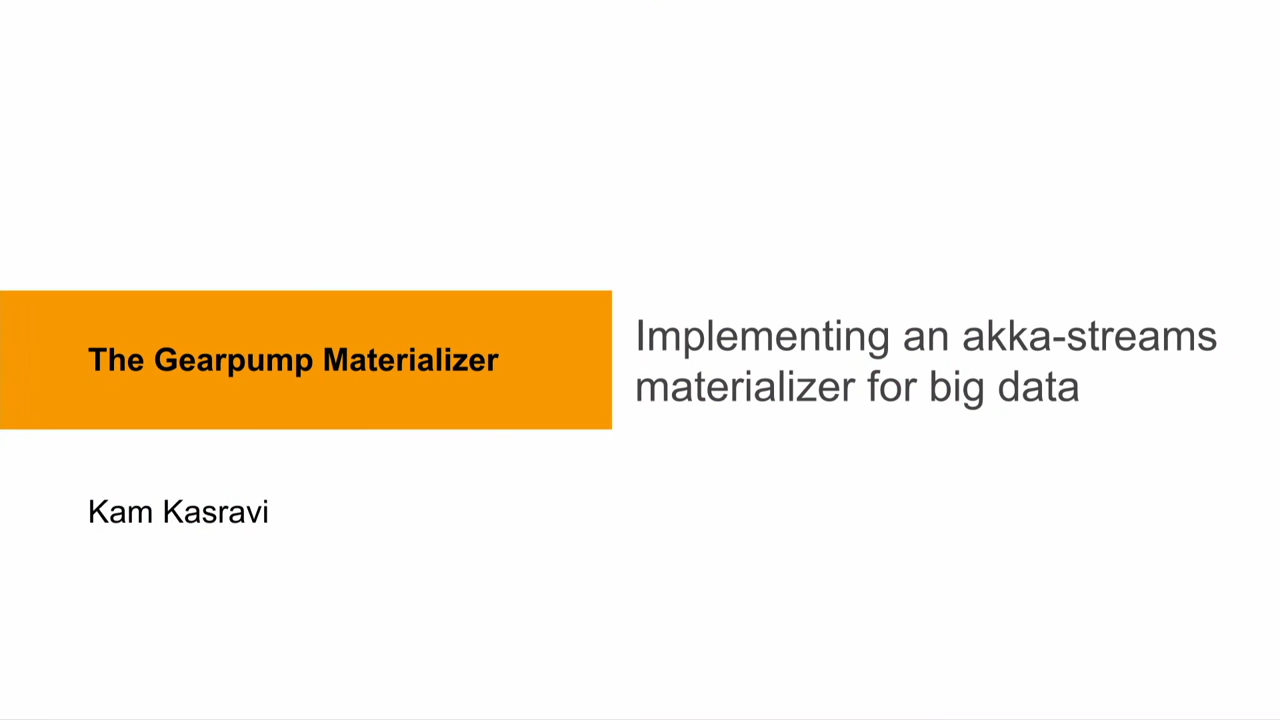 The Gearpump Materializer
Implementing an akka-streams
materializer for big data
Kam Kasravi